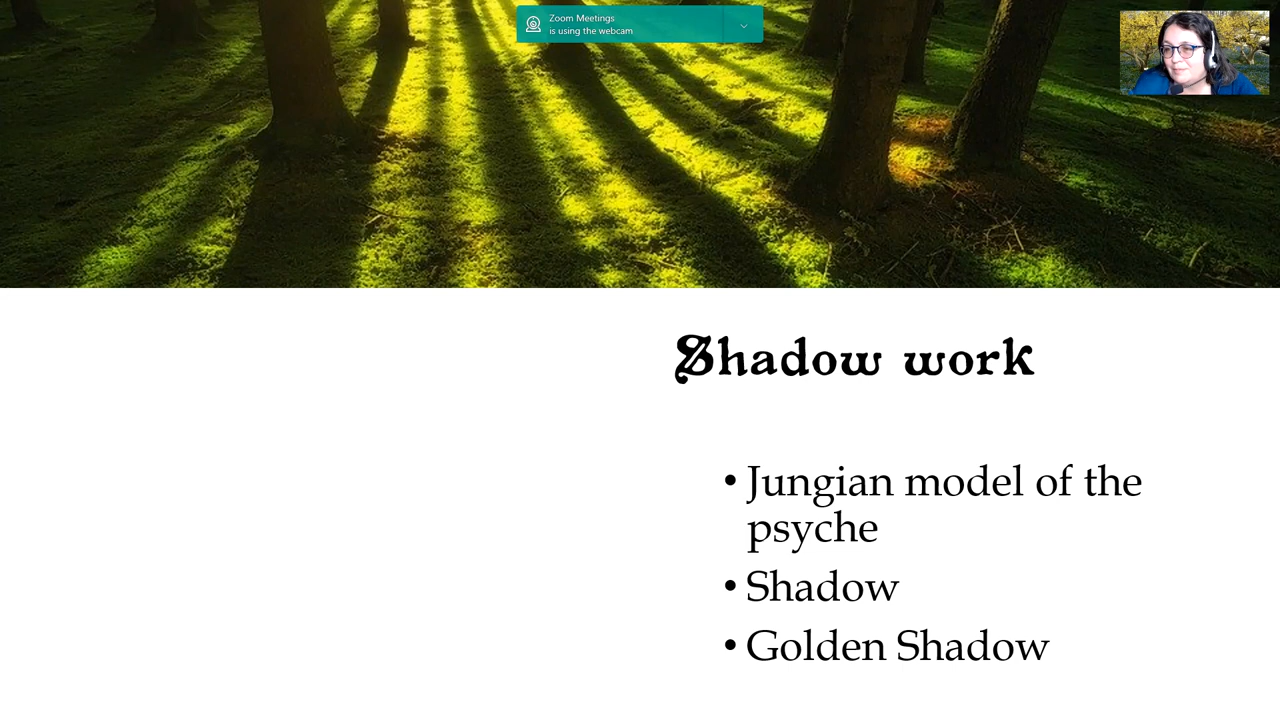 Zoom Meetings
is using the webcam
Shadow work
• Jungian model of the
psyche
• Shadow
• Golden Shadow